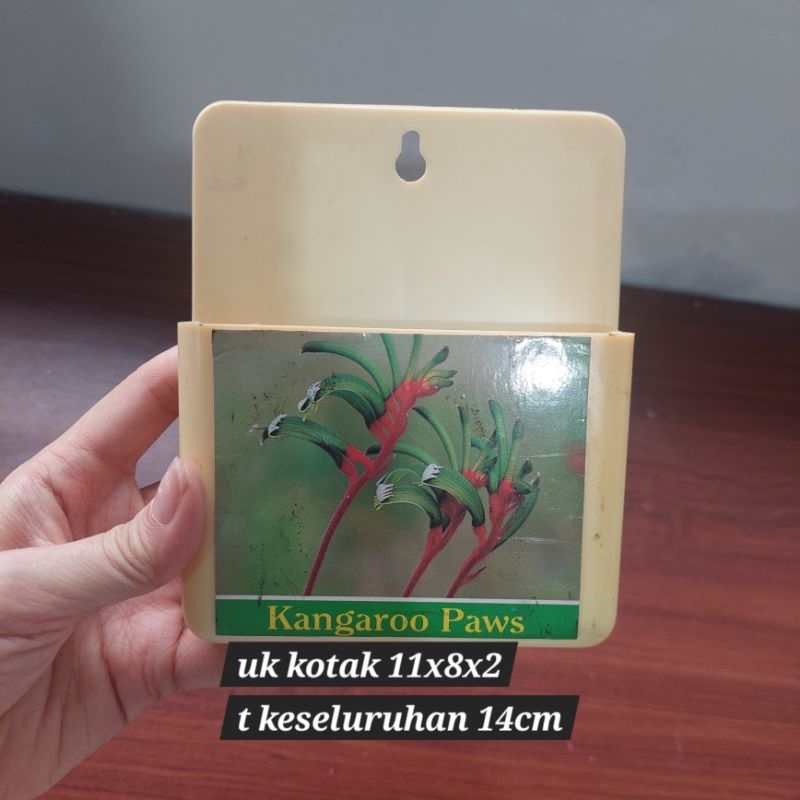 Kangaroo Paws
uk kotak 11x8x2
t keseluruhan 14cm